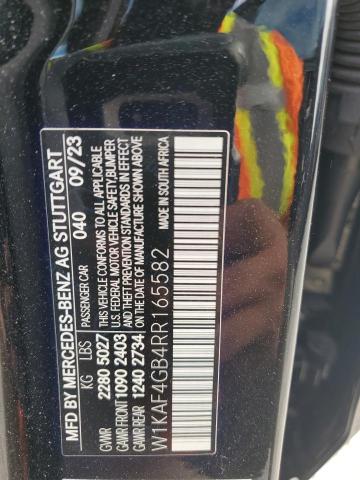 MFD BY MERCEDES-BENZ AG STUTTGART
PASSENGER CAR 040 09/23
KG LBS
GVWR 2280 5027
GAWR FRONT 1090 2403
GAWR REAR 1240 2734
THIS VEHICLE CONFORMS TO ALL APPLICABLE
U.S. FEDERAL MOTOR VEHICLE SAFETY, BUMPER
AND THEFT PREVENTION STANDARDS IN EFFECT
ON THE DATE OF MANUFACTURE SHOWN ABOVE
W1KAF4GB4RR165582
MADE IN SOUTH AFRICA